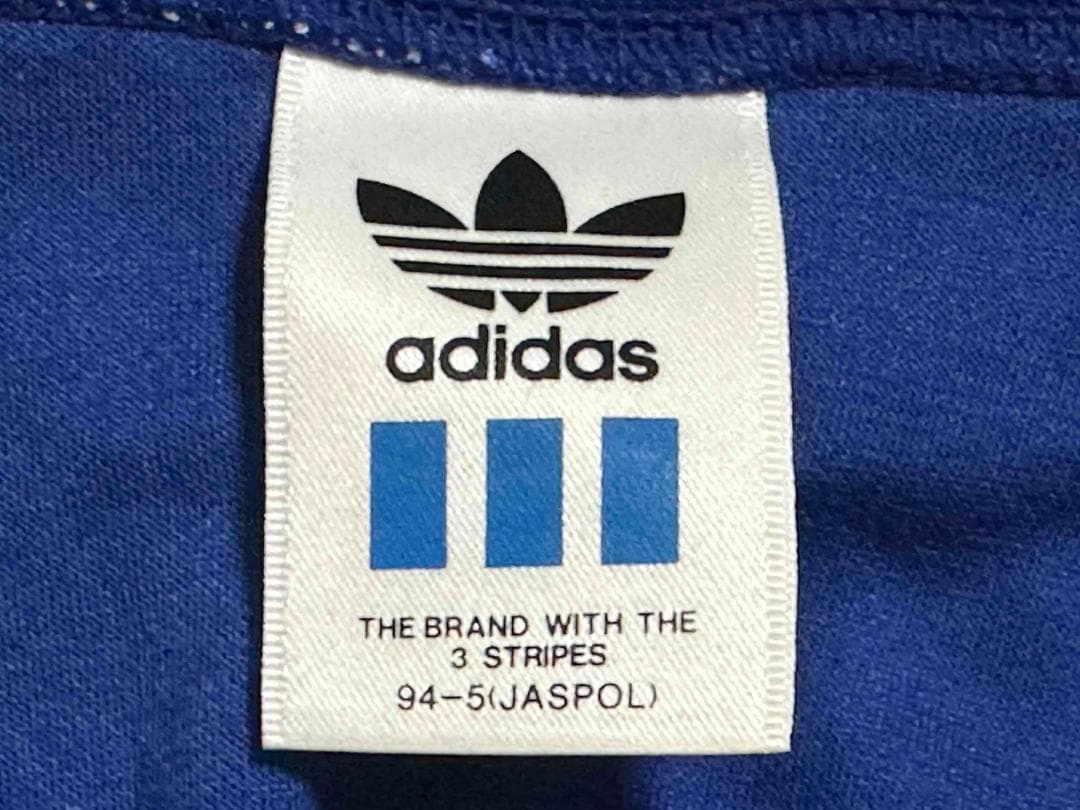 adidas
THE BRAND WITH THE
3 STRIPES
94-5(JASPOL)